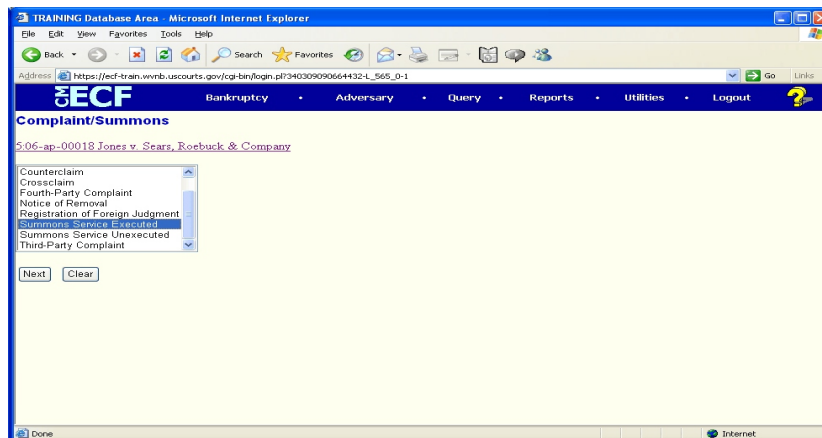 TRAINING Database Area - Microsoft Internet Explorer
File Edit View Favorites Tools Help
Back Search Favorites
Address https://ecf-train.wvnb.uscourts.gov/cgi-bin/login.pl?340309090664432-L_565_0-1 Go Links
CM ECF Bankruptcy • Adversary • Query • Reports • Utilities • Logout ?
Complaint/Summons
5:06-ap-00018 Jones v. Sears, Roebuck & Company
Counterclaim
Crossclaim
Fourth-Party Complaint
Notice of Removal
Registration of Foreign Judgment
Summons Service Executed
Summons Service Unexecuted
Third-Party Complaint
Next Clear
Done Internet